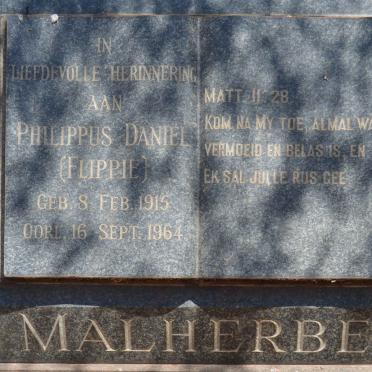 IN
LIEFDEVOLLE HERINNERING
AAN
PHILIPPUS DANIEL
(FLIPPIE)
GEB. 8 FEB. 1915
OORL. 16 SEPT. 1964
MATT. 11:28
KOM NA MY TOE, ALMAL WA
VERMOEID EN BELAS IS, EN
EK SAL JULLE RUS GEE
MALHERBE